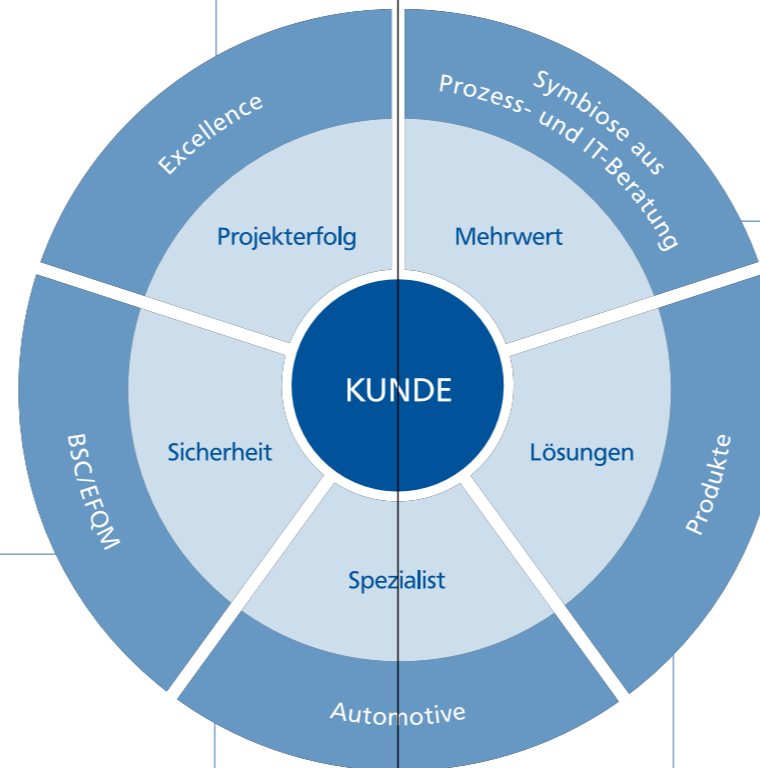 Excellence
Symbiose aus
Prozess- und IT-Beratung
Projekterfolg
Mehrwert
KUNDE
BSC/EFQM
Sicherheit
Lösungen
Produkte
Spezialist
Automotive